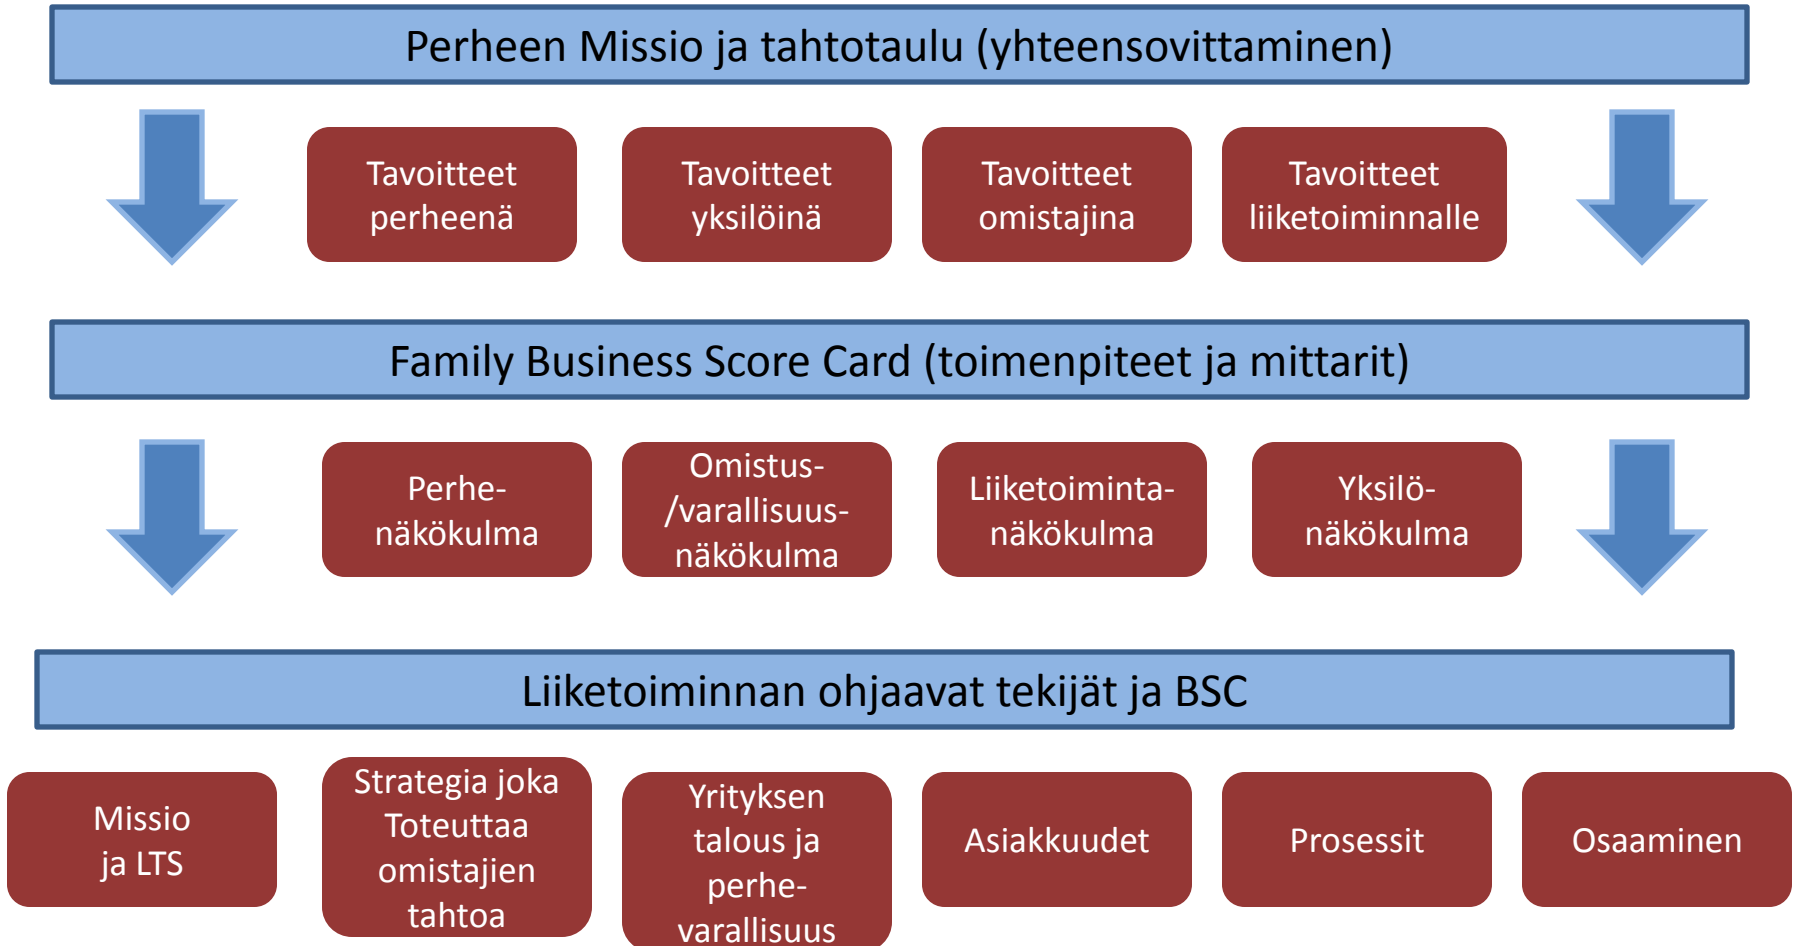 Perheen Missio ja tahtotaulu (yhteensovittaminen)
Tavoitteet
perheenä
Tavoitteet
yksilöinä
Tavoitteet
omistajina
Tavoitteet
liiketoiminnalle
Family Business Score Card (toimenpiteet ja mittarit)
Perhe-
näkökulma
Omistus-
/varallisuus-
näkökulma
Liiketoiminta-
näkökulma
Yksilö-
näkökulma
Liiketoiminnan ohjaavat tekijät ja BSC
Missio
ja LTS
Strategia joka
Toteuttaa
omistajien
tahtoa
Yrityksen
talous ja
perhe-
varallisuus
Asiakkuudet
Prosessit
Osaaminen